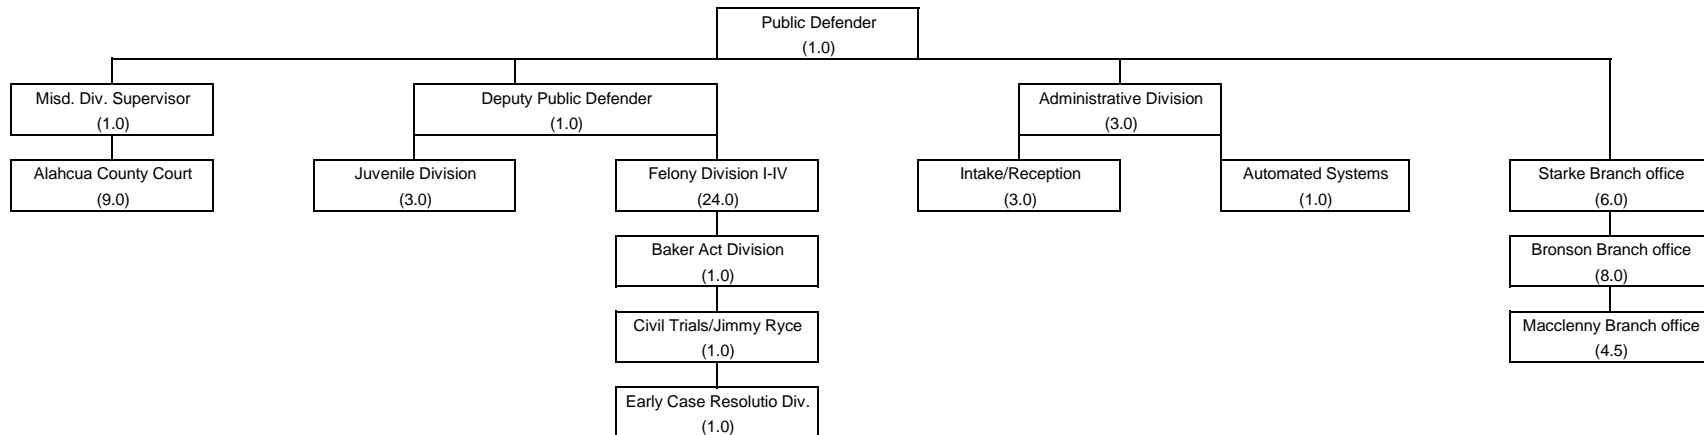 Public Defender
(1.0)
Misd. Div. Supervisor
(1.0)
Deputy Public Defender
(1.0)
Administrative Division
(3.0)
Alahcua County Court
(9.0)
Juvenile Division
(3.0)
Felony Division I-IV
(24.0)
Intake/Reception
(3.0)
Automated Systems
(1.0)
Starke Branch office
(6.0)
Baker Act Division
(1.0)
Bronson Branch office
(8.0)
Civil Trials/Jimmy Ryce
(1.0)
Macclenny Branch office
(4.5)
Early Case Resolutio Div.
(1.0)